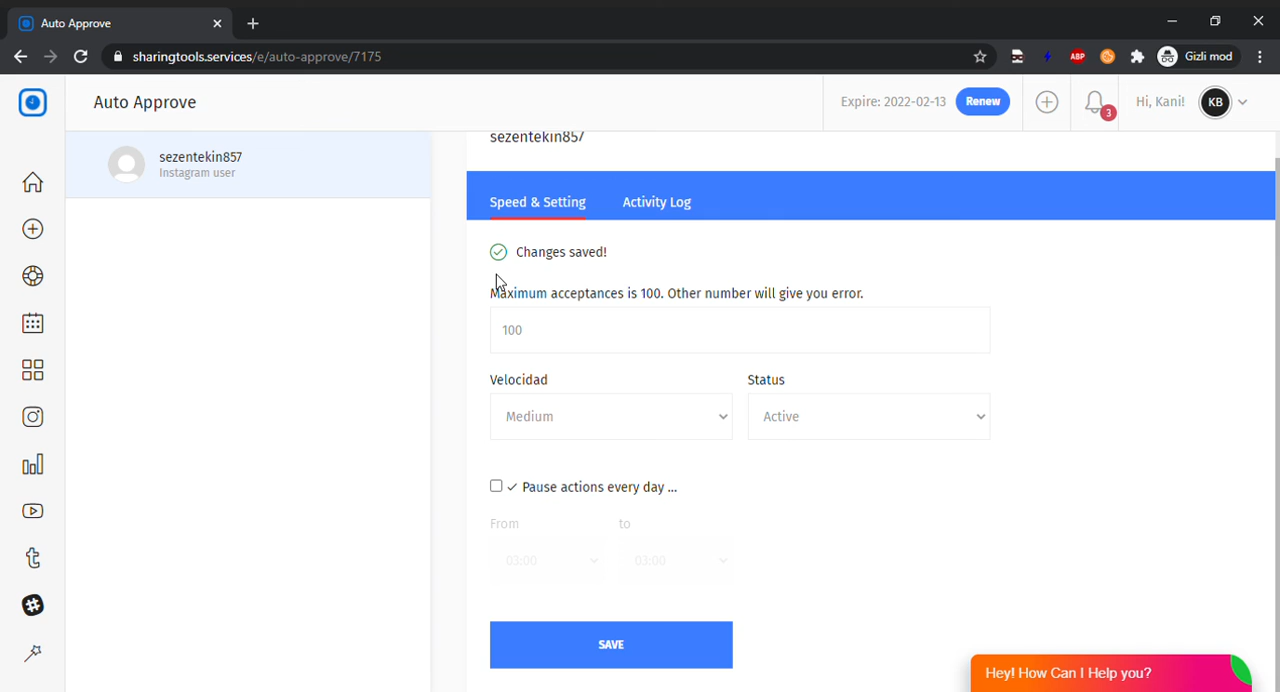 Auto Approve
sharingtools.services/e/auto-approve/7175
ABP
Gizli mod
Auto Approve
Expire: 2022-02-13
Renew
3
Hi, Kani!
KB
sezentekin857
Instagram user
sezentekin857
Speed & Setting
Activity Log
Changes saved!
Maximum acceptances is 100. Other number will give you error.
100
Velocidad
Status
Medium
Active
✓ Pause actions every day ...
From
to
03:00
03:00
SAVE
Hey! How Can I Help you?